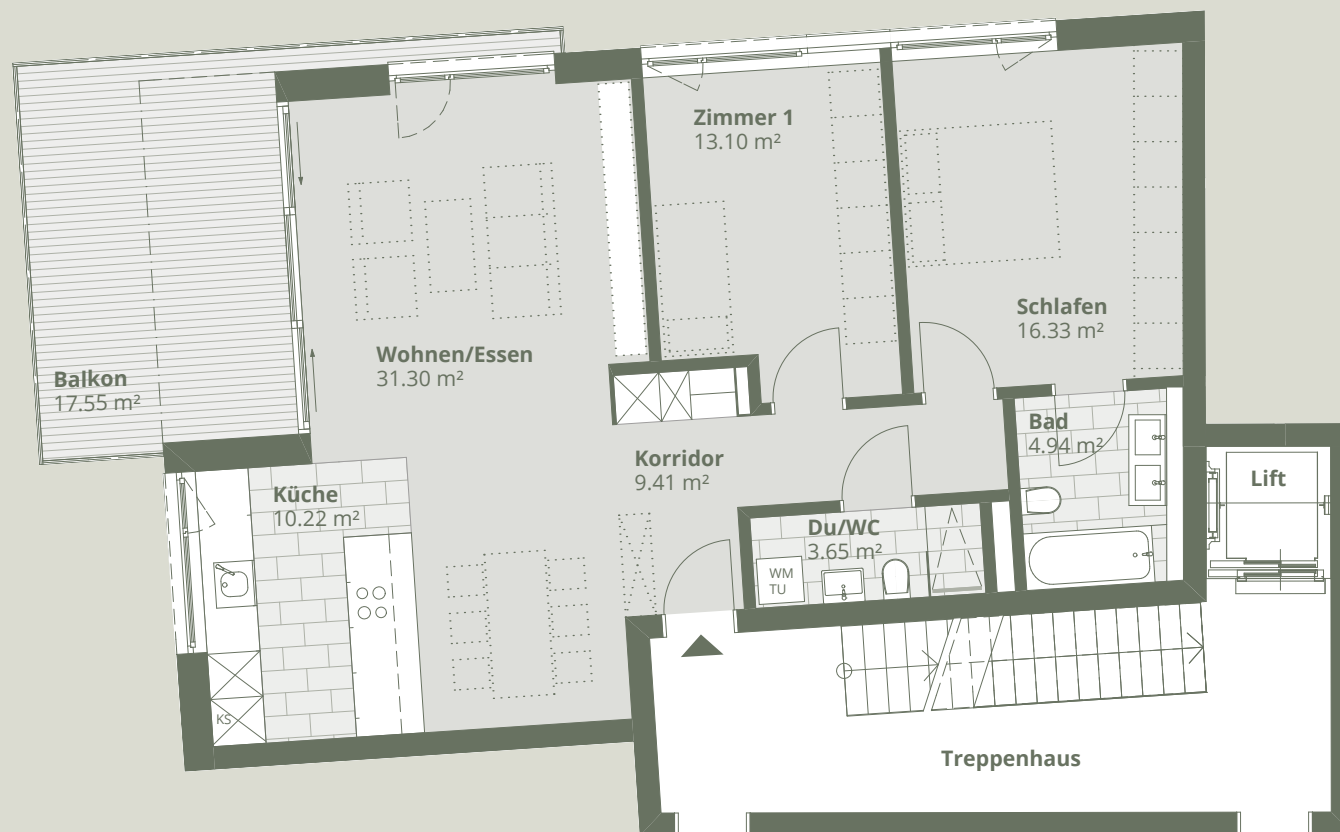 Zimmer 1
13.10 m²
Schlafen
16.33 m²
Wohnen/Essen
31.30 m²
Balkon
17.55 m²
Bad
4.94 m²
Korridor
9.41 m²
Lift
Küche
10.22 m²
Du/WC
3.65 m²
WM
TU
KS
Treppenhaus